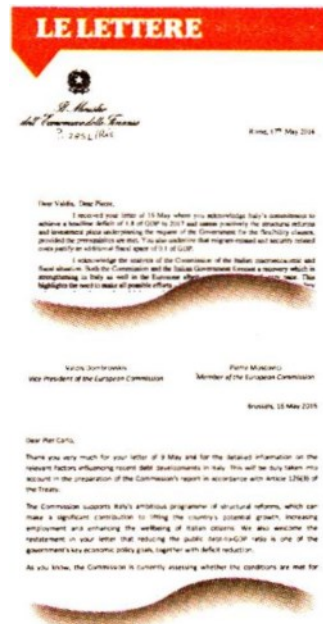 LE LETTERE
Il Ministro
dell'Economia e delle Finanze
Rome, 17th May 2016
Dear Valdis, Dear Pierre,
I received your letter of 16 May where you acknowledge Italy's commitment to
achieve a headline deficit of 1.8 of GDP in 2017 and assess positively the structural reforms
and investment plans underpinning the request of the Government for the flexibility clauses,
provided the prerequisites are met. You also underline that migrant-related and security related
costs justify an additional fiscal space of 0.1 of GDP.
I acknowledge the analysis of the Commission of the Italian macroeconomic and
fiscal situation. Both the Commission and the Italian Government foresee a recovery which is
strengthening in Italy as well in the European
highlights the need to make all possible efforts
Valdis Dombrovskis
Vice President of the European Commission
Pierre Moscovici
Member of the European Commission
Brussels, 16 May 2016
Dear Pier Carlo,
Thank you very much for your letter of 9 May and for the detailed information on the
relevant factors influencing recent debt developments in Italy. This will be duly taken into
account in the preparation of the Commission's report in accordance with Article 126(3) of
the Treaty.
The Commission supports Italy's ambitious programme of structural reforms, which can
make a significant contribution to lifting the country's potential growth, increasing
employment and enhancing the wellbeing of Italian citizens. We also welcome the
restatement in your letter that reducing the public debt-to-GDP ratio is one of the
government's key economic policy goals, together with deficit reduction.
As you know, the Commission is currently assessing whether the conditions are met for